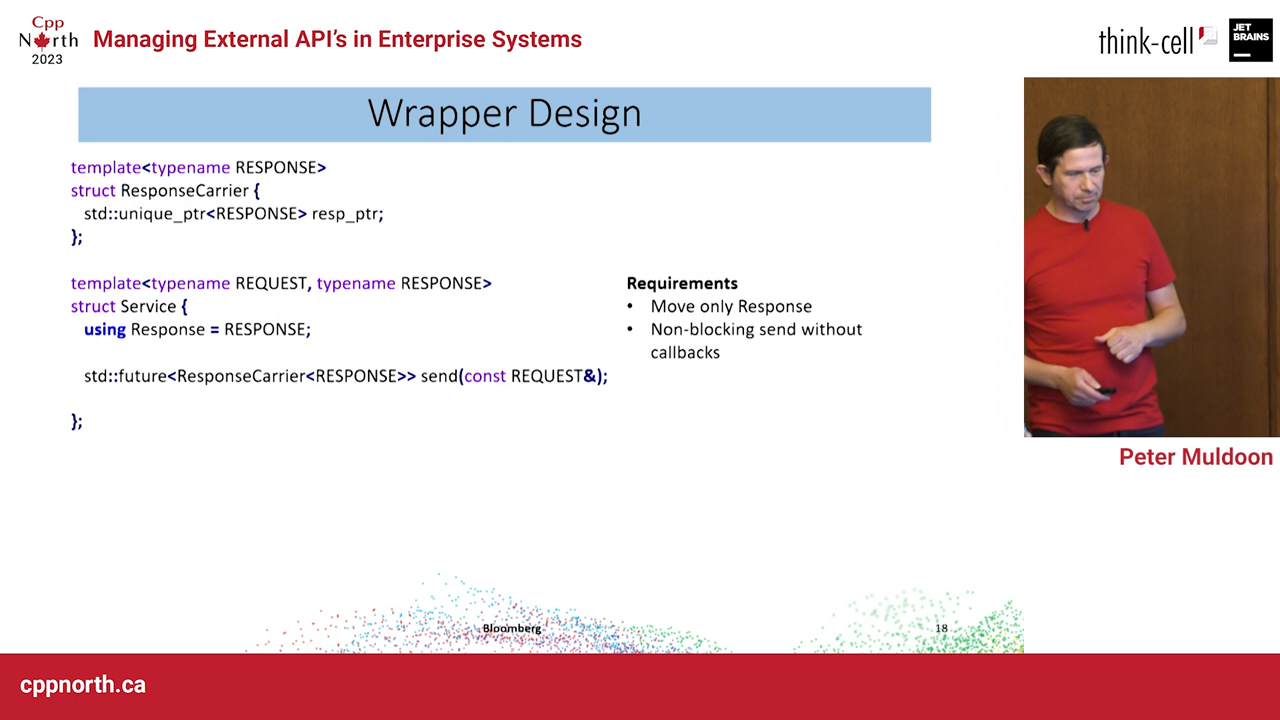 Cpp
North
2023
Managing External API's in Enterprise Systems
think-cell
JET
BRAINS
Wrapper Design
template<typename RESPONSE>
struct ResponseCarrier {
std::unique_ptr<RESPONSE> resp_ptr;
};
template<typename REQUEST, typename RESPONSE>
struct Service {
using Response = RESPONSE;
std::future<ResponseCarrier<RESPONSE>> send(const REQUEST&);
};
Requirements
• Move only Response
• Non-blocking send without
callbacks
Peter Muldoon
Bloomberg
18
cppnorth.ca